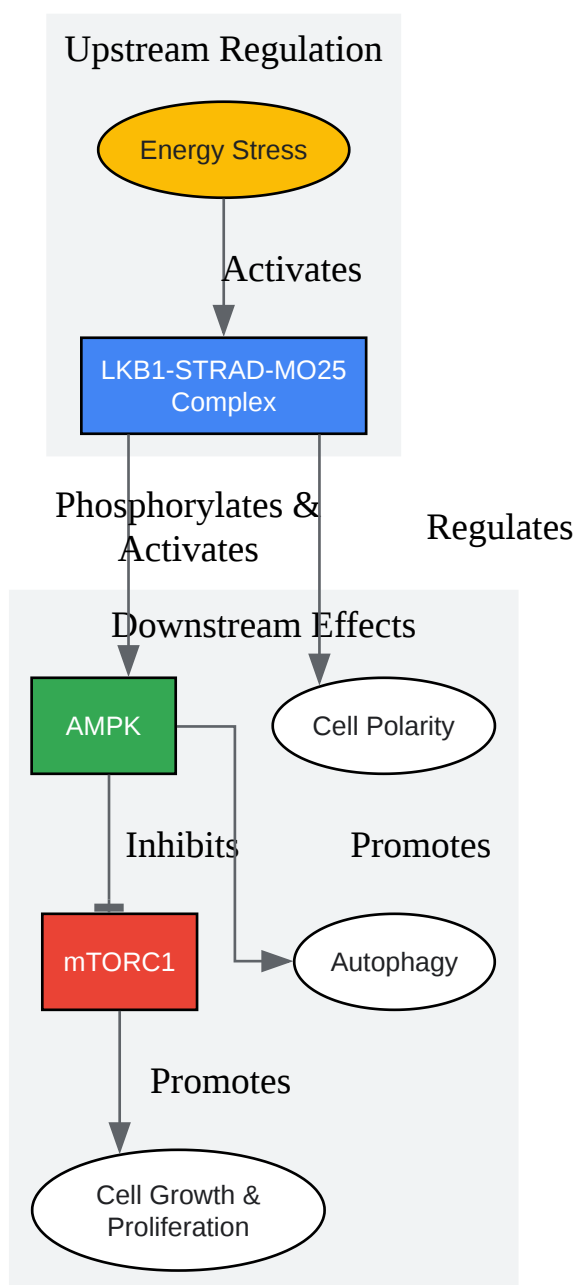 Upstream Regulation
Energy Stress
Activates
LKB1-STRAD-MO25
Complex
Phosphorylates &
Activates
Regulates
Downstream Effects
AMPK
Cell Polarity
Inhibits
Promotes
mTORC1
Autophagy
Promotes
Cell Growth &
Proliferation